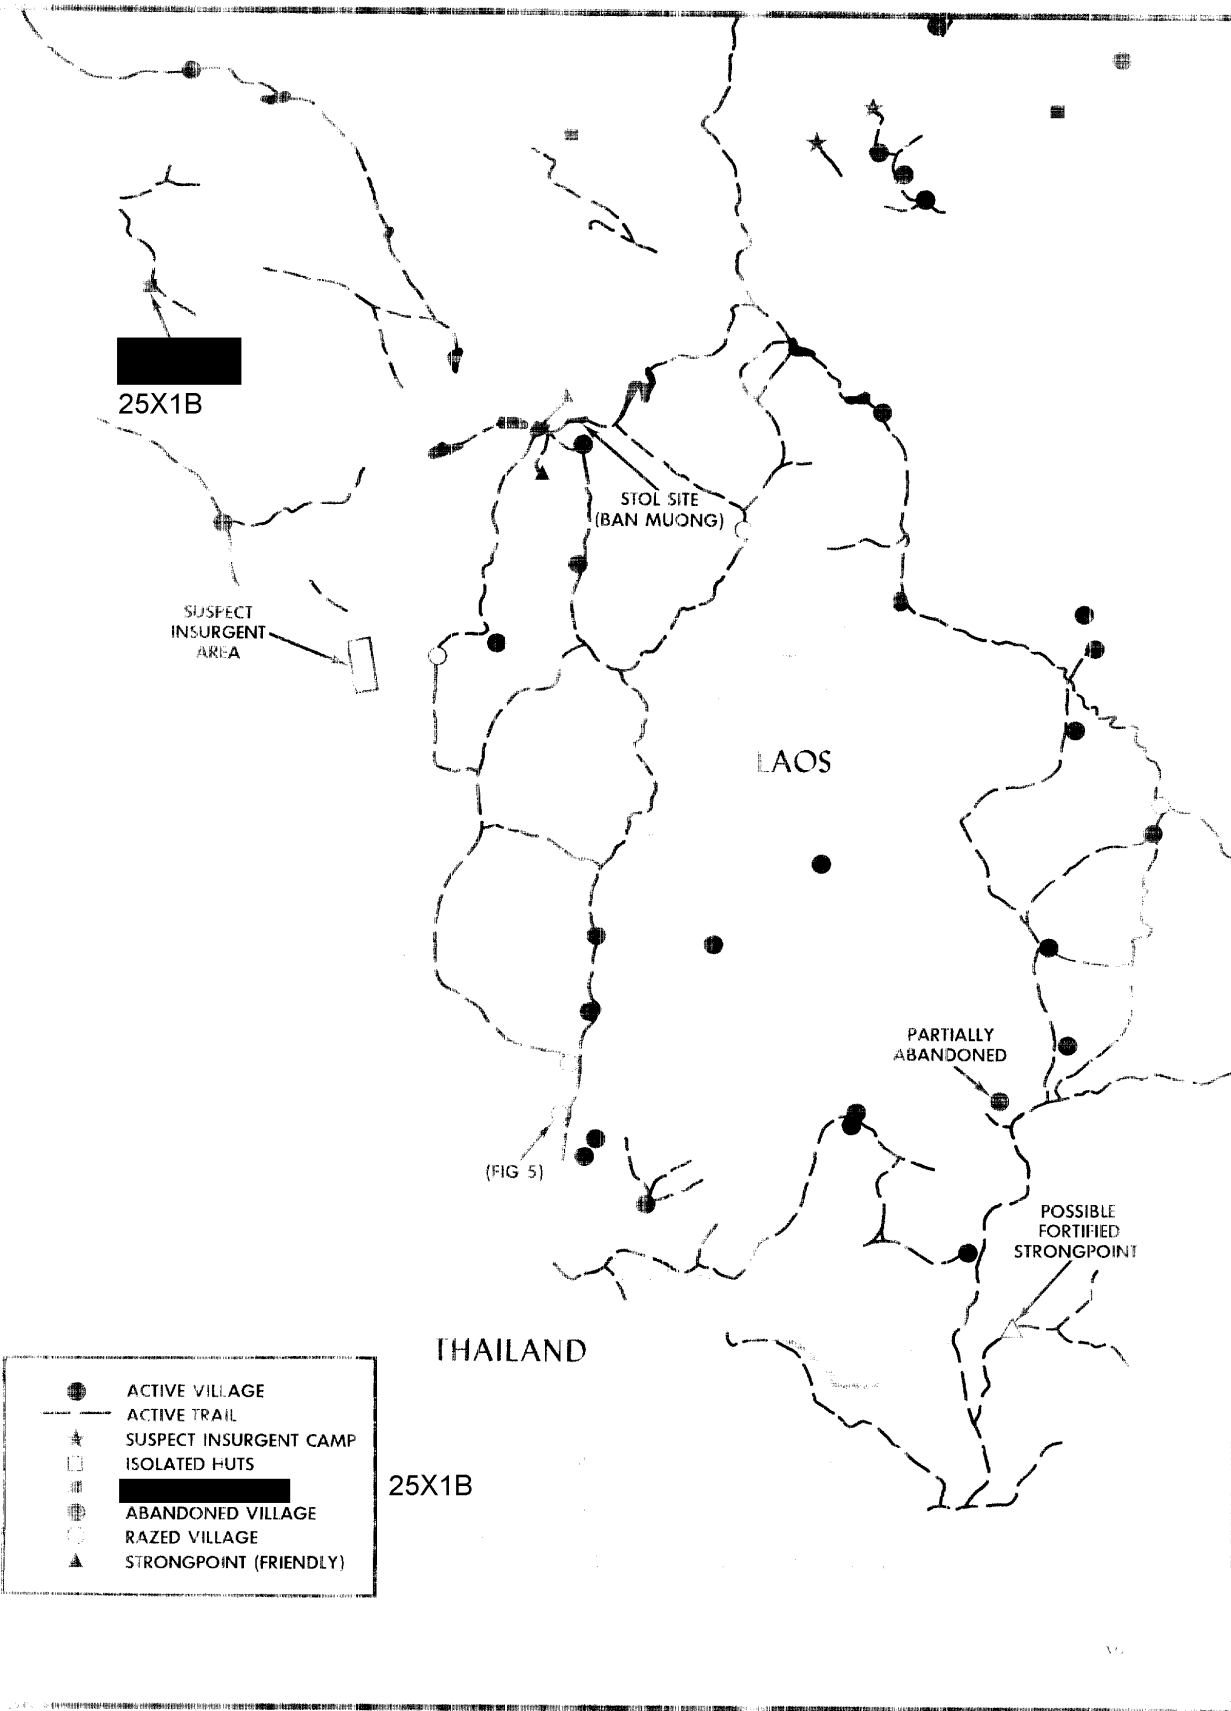 25X1B
STOL SITE
(BAN MUONG)
SUSPECT
INSURGENT
AREA
LAOS
PARTIALLY
ABANDONED
(FIG 5)
POSSIBLE
FORTIFIED
STRONGPOINT
THAILAND
ACTIVE VILLAGE
ACTIVE TRAIL
SUSPECT INSURGENT CAMP
ISOLATED HUTS
25X1B
ABANDONED VILLAGE
RAZED VILLAGE
STRONGPOINT (FRIENDLY)